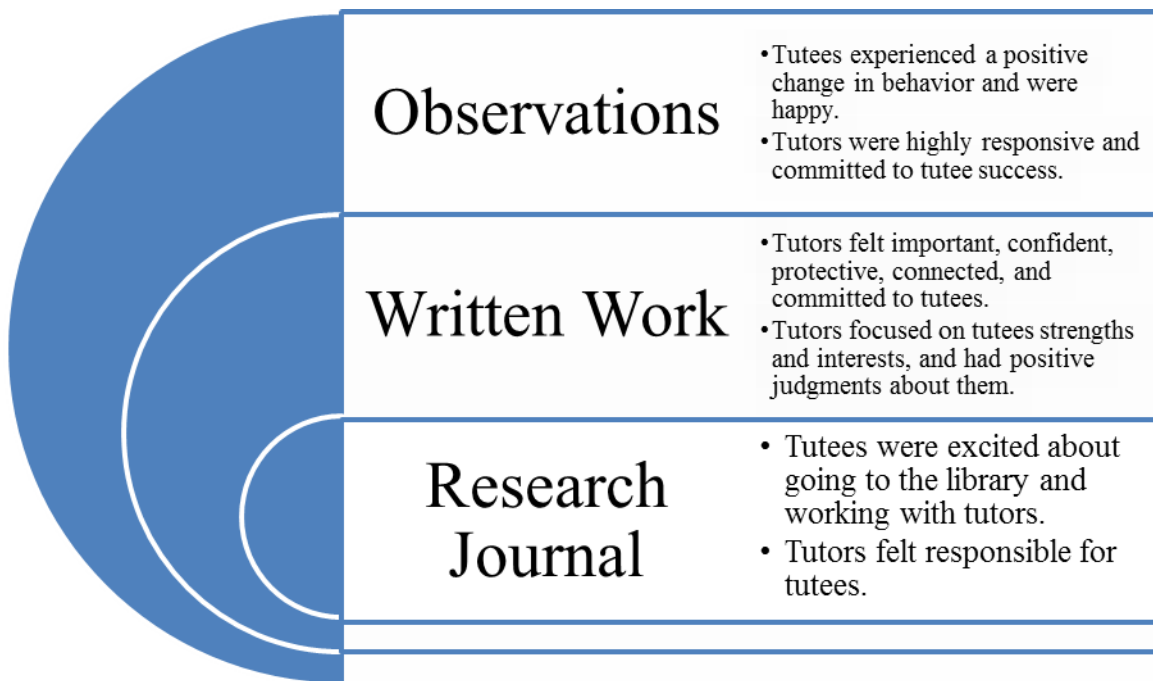 Observations
•Tutees experienced a positive
change in behavior and were
happy.
•Tutors were highly responsive and
committed to tutee success.
Written Work
•Tutors felt important, confident,
protective, connected, and
committed to tutees.
•Tutors focused on tutees strengths
and interests, and had positive
judgments about them.
Research
Journal
• Tutees were excited about
going to the library and
working with tutors.
• Tutors felt responsible for
tutees.